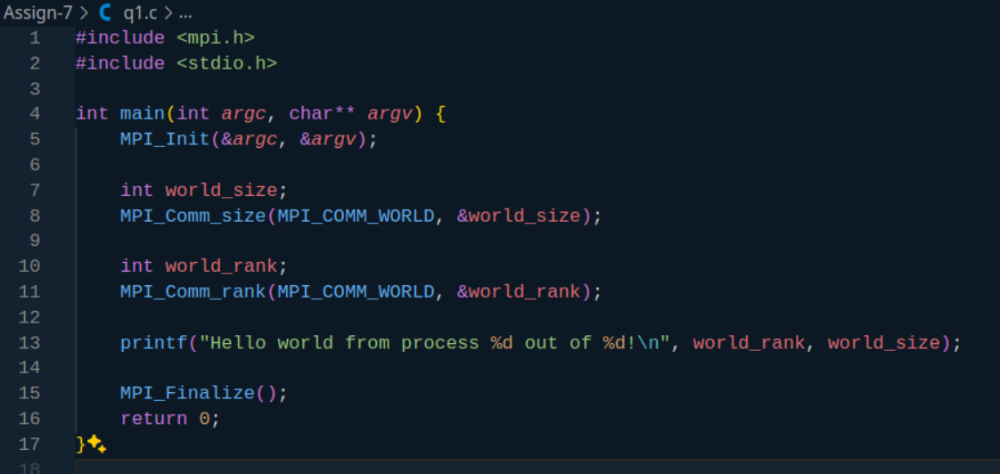 Assign-7 > C q1.c > ...
1 #include <mpi.h>
2 #include <stdio.h>
3
4 int main(int argc, char** argv) {
5     MPI_Init(&argc, &argv);
6
7     int world_size;
8     MPI_Comm_size(MPI_COMM_WORLD, &world_size);
9
10     int world_rank;
11     MPI_Comm_rank(MPI_COMM_WORLD, &world_rank);
12
13     printf("Hello world from process %d out of %d!\n", world_rank, world_size);
14
15     MPI_Finalize();
16     return 0;
17 }
18